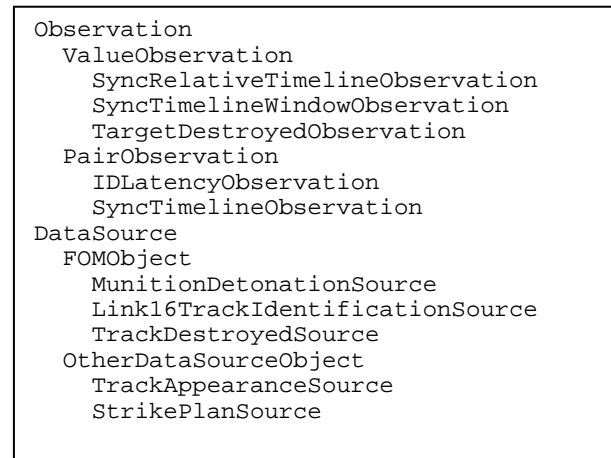 Observation
  ValueObservation
    SyncRelativeTimelineObservation
    SyncTimelineWindowObservation
    TargetDestroyedObservation
  PairObservation
    IDLatencyObservation
    SyncTimelineObservation
DataSource
  FOMObject
    MunitionDetonationSource
    Link16TrackIdentificationSource
    TrackDestroyedSource
  OtherDataSourceObject
    TrackAppearanceSource
    StrikePlanSource